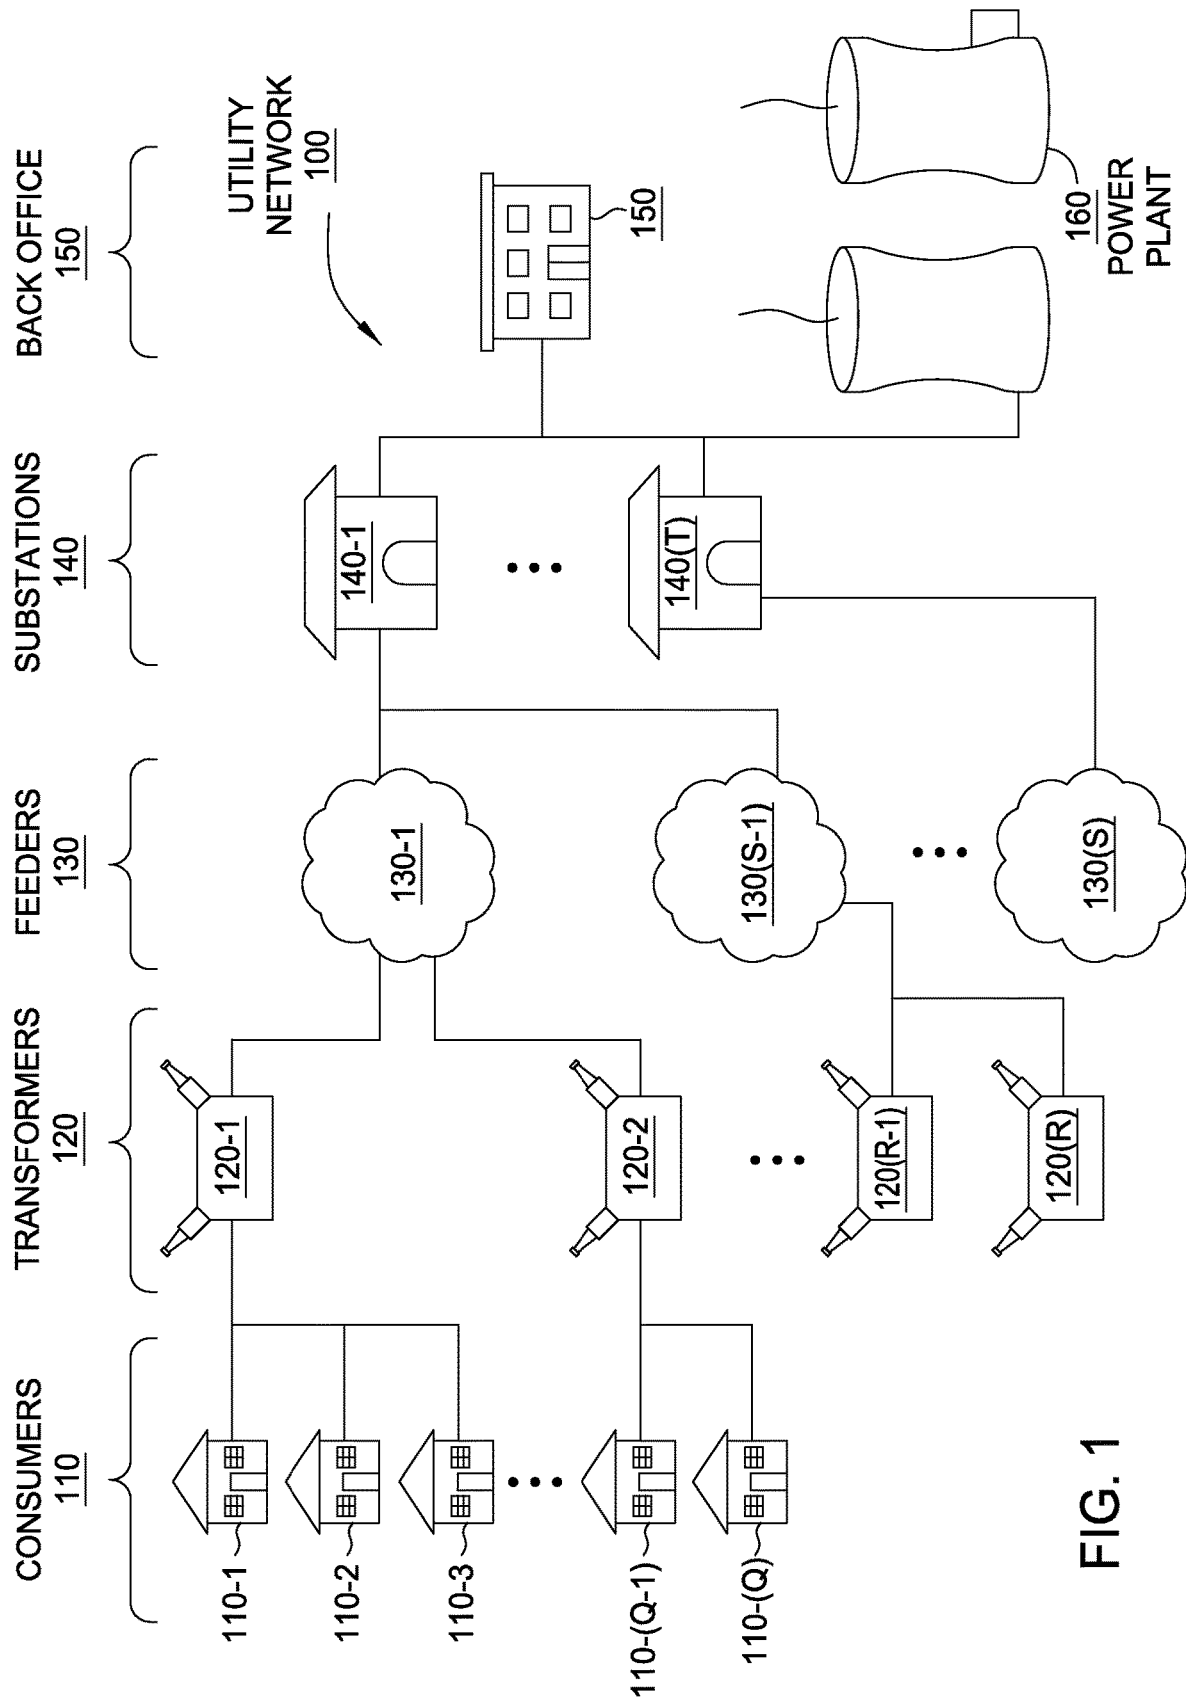 CONSUMERS
110
TRANSFORMERS
120
FEEDERS
130
SUBSTATIONS
140
BACK OFFICE
150
UTILITY
NETWORK
100
110-1
110-2
110-3
110-(Q-1)
110-(Q)
120-1
120-2
120(R-1)
120(R)
130-1
130(S-1)
130(S)
140-1
140(T)
150
160
POWER
PLANT
FIG. 1